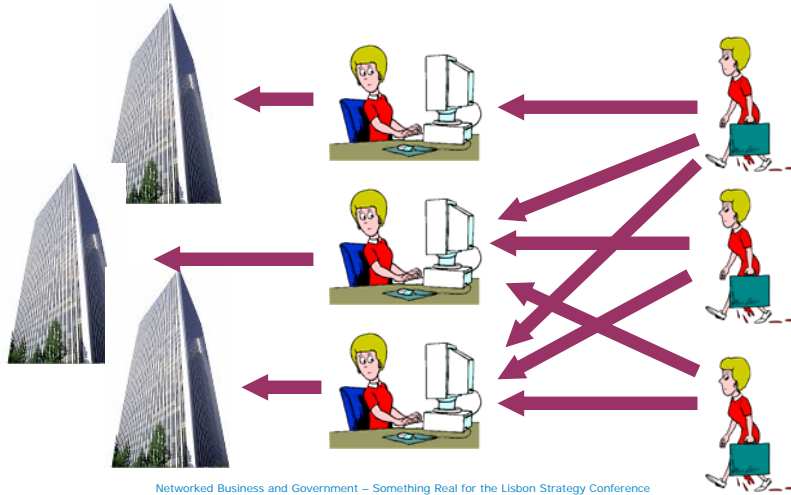 Networked Business and Government – Something Real for the Lisbon Strategy Conference